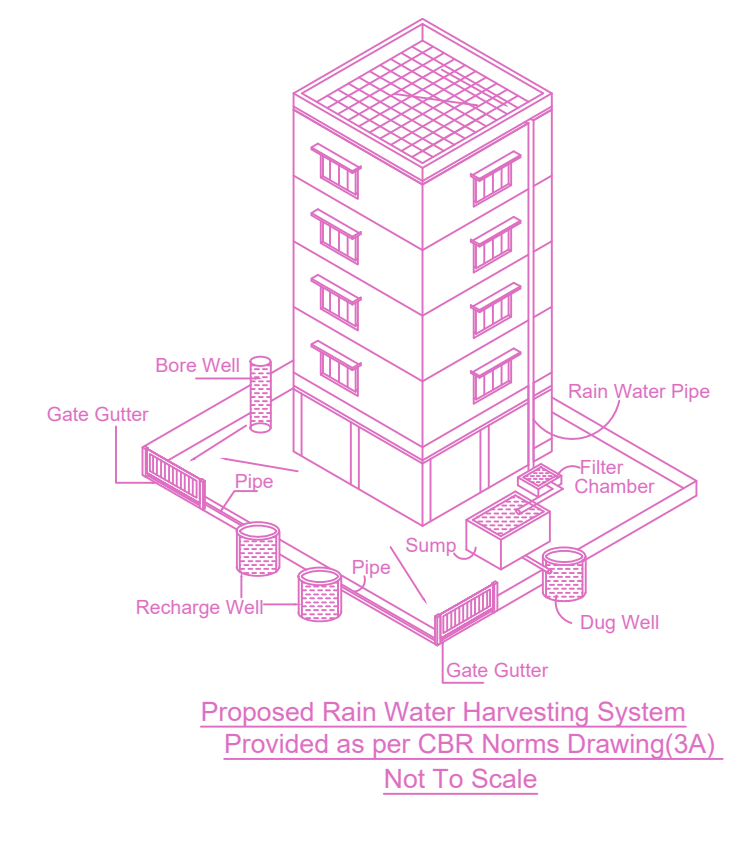 Bore Well
Rain Water Pipe
Gate Gutter
Filter
Chamber
Pipe
Sump
Pipe
Recharge Well
Dug Well
Gate Gutter
Proposed Rain Water Harvesting System
Provided as per CBR Norms Drawing(3A)
Not To Scale